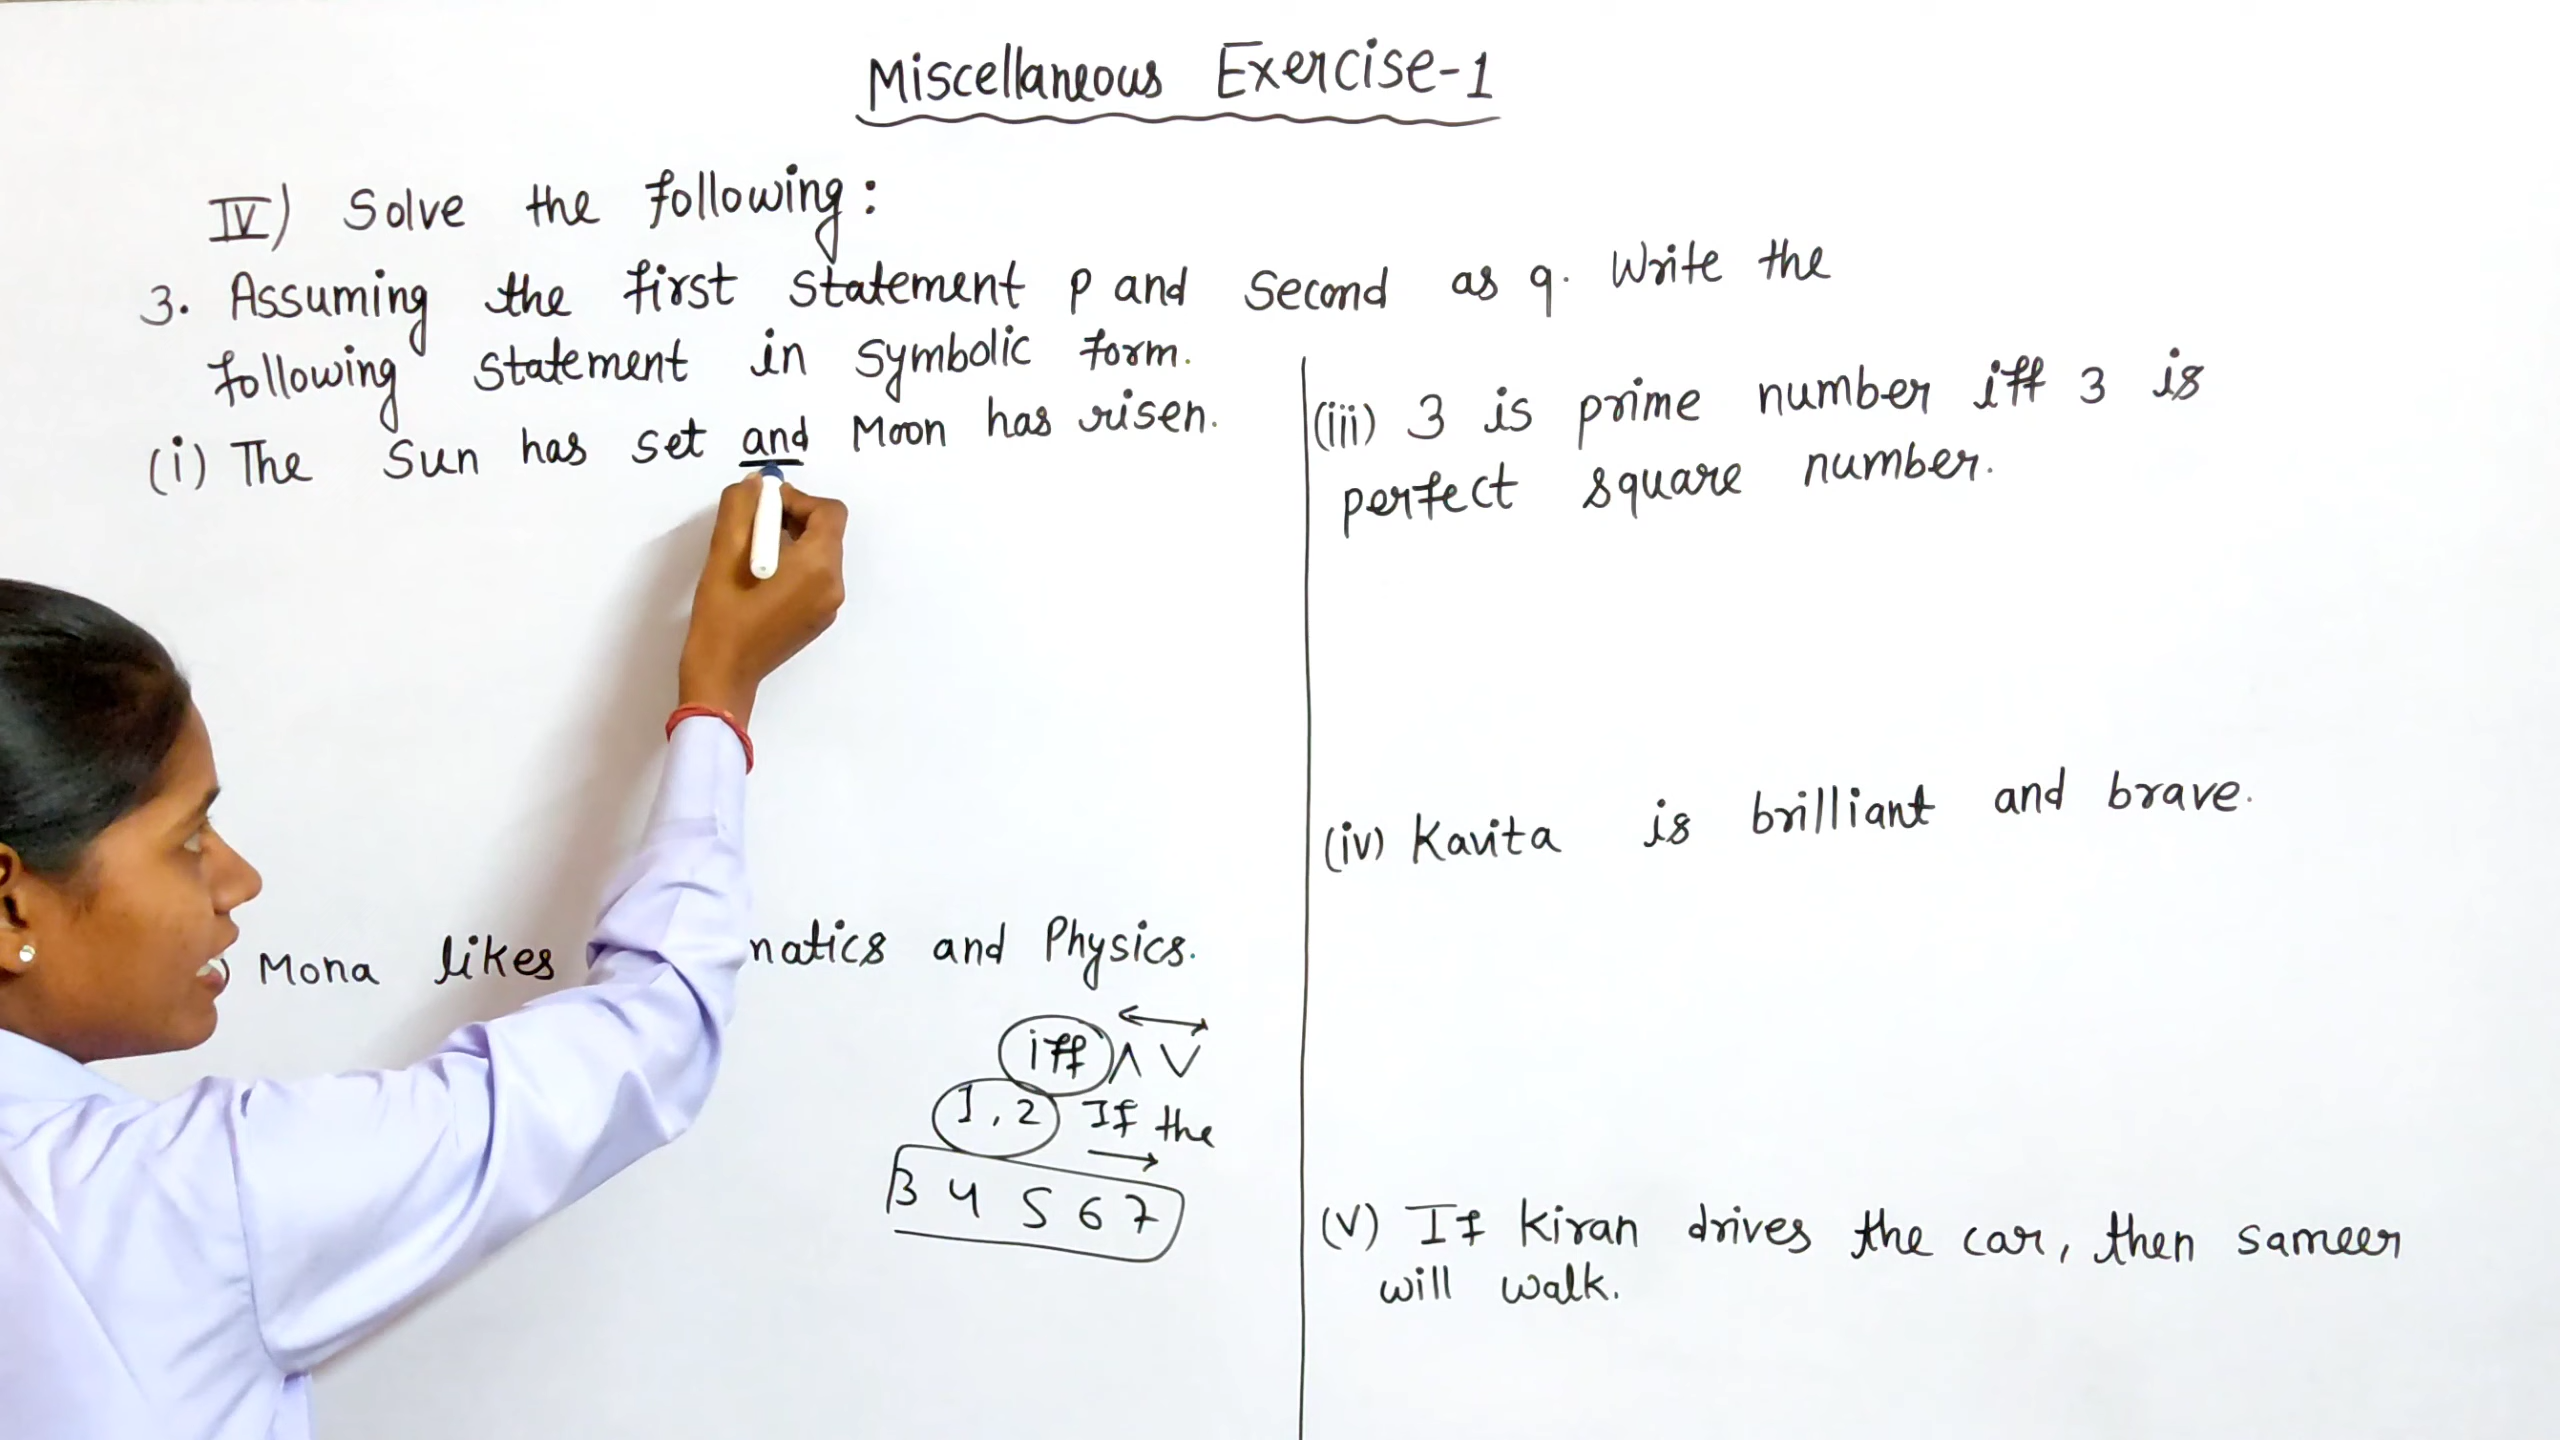 Miscellaneous Exercise-1
IV) Solve the following:
3. Assuming the first statement p and second as q. Write the
following statement in symbolic form.
(i) The Sun has set and Moon has risen.
) Mona likes natics and Physics.
iff ∧ ∨ ↔
1, 2 If the
→
3 4 5 6 7
(iii) 3 is prime number iff 3 is
perfect square number.
(iv) Kavita is brilliant and brave.
(v) If kiran drives the car, then sameer
will walk.